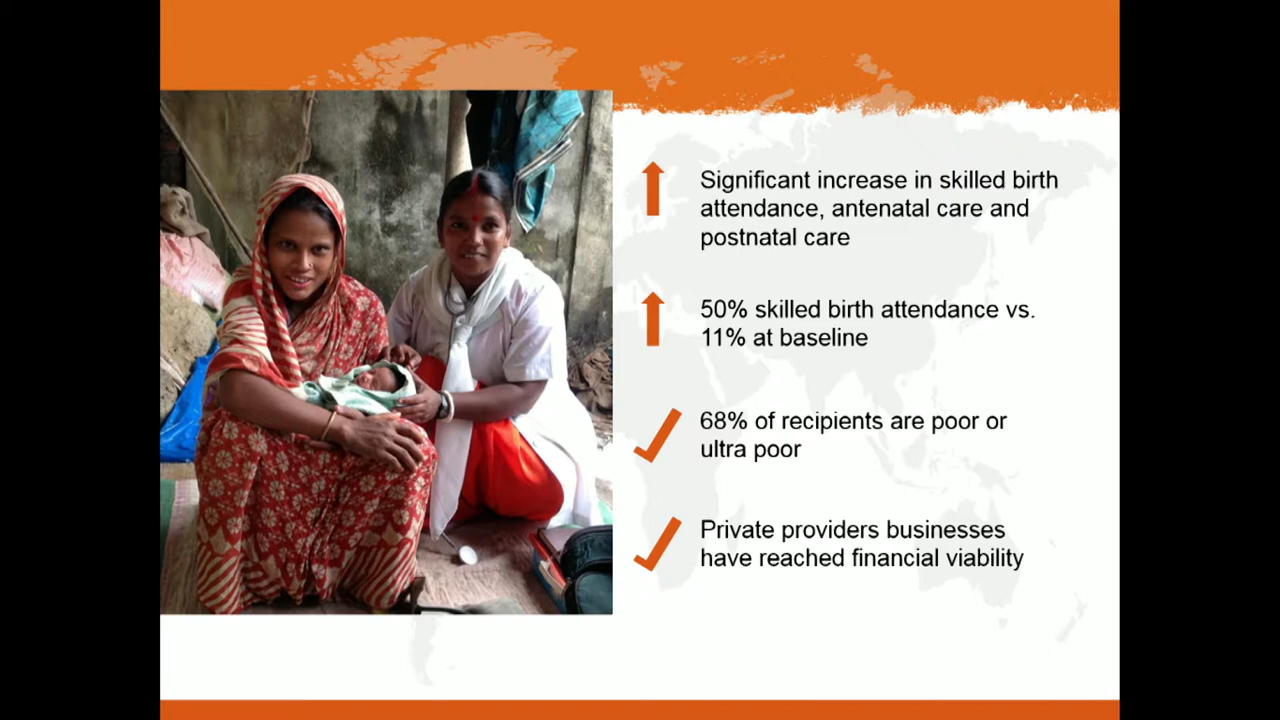 Significant increase in skilled birth
attendance, antenatal care and
postnatal care
50% skilled birth attendance vs.
11% at baseline
68% of recipients are poor or
ultra poor
Private providers businesses
have reached financial viability